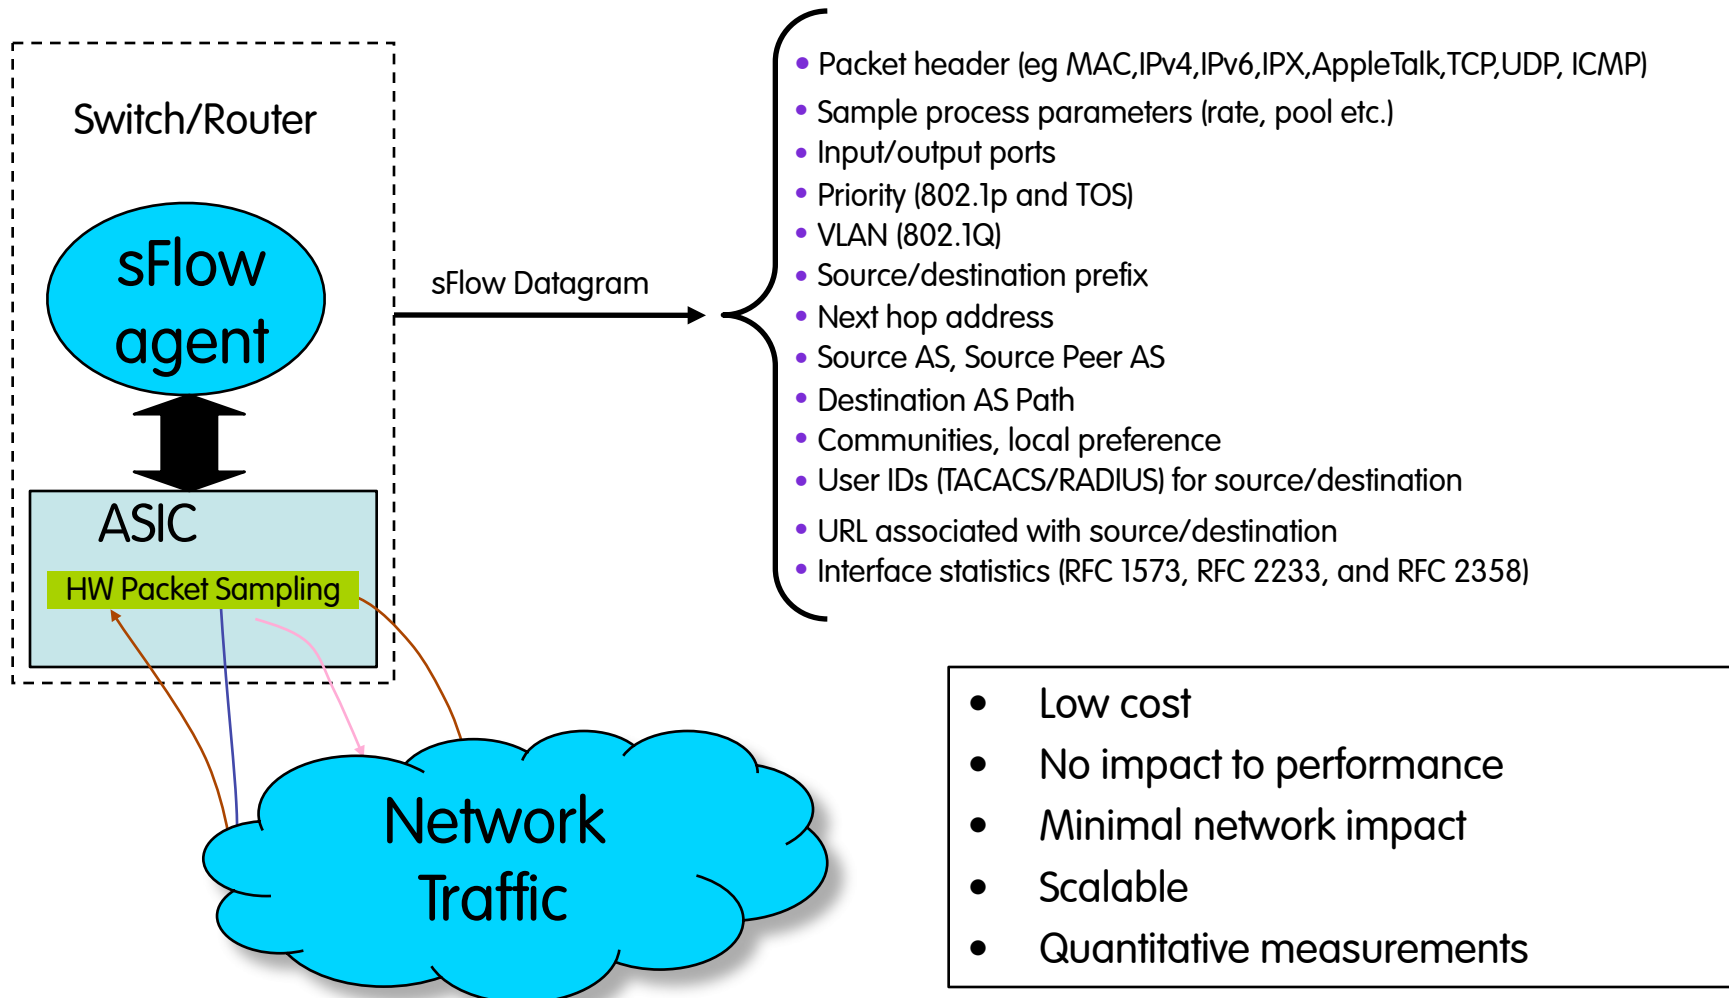 Switch/Router
sFlow
agent
ASIC
HW Packet Sampling
Network
Traffic
sFlow Datagram
• Packet header (eg MAC,IPv4,IPv6,IPX,AppleTalk,TCP,UDP, ICMP)
• Sample process parameters (rate, pool etc.)
• Input/output ports
• Priority (802.1p and TOS)
• VLAN (802.1Q)
• Source/destination prefix
• Next hop address
• Source AS, Source Peer AS
• Destination AS Path
• Communities, local preference
• User IDs (TACACS/RADIUS) for source/destination
• URL associated with source/destination
• Interface statistics (RFC 1573, RFC 2233, and RFC 2358)
• Low cost
• No impact to performance
• Minimal network impact
• Scalable
• Quantitative measurements